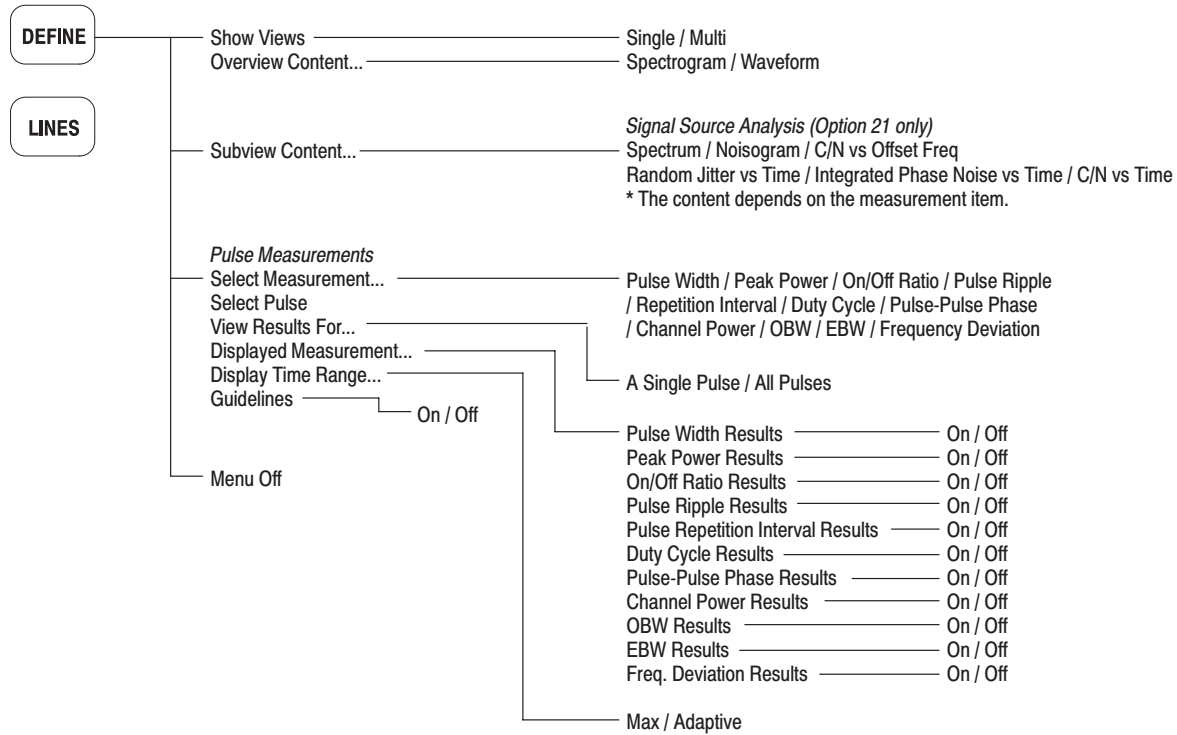 DEFINE
Show Views
Single / Multi
Overview Content...
Spectrogram / Waveform
LINES
Signal Source Analysis (Option 21 only)
Subview Content...
Spectrum / Noisogram / C/N vs Offset Freq
Random Jitter vs Time / Integrated Phase Noise vs Time / C/N vs Time
* The content depends on the measurement item.
Pulse Measurements
Select Measurement...
Pulse Width / Peak Power / On/Off Ratio / Pulse Ripple
/ Repetition Interval / Duty Cycle / Pulse-Pulse Phase
/ Channel Power / OBW / EBW / Frequency Deviation
Select Pulse
View Results For...
Displayed Measurement...
Display Time Range...
A Single Pulse / All Pulses
Guidelines
On / Off
Pulse Width Results On / Off
Peak Power Results On / Off
Menu Off
On/Off Ratio Results On / Off
Pulse Ripple Results On / Off
Pulse Repetition Interval Results On / Off
Duty Cycle Results On / Off
Pulse-Pulse Phase Results On / Off
Channel Power Results On / Off
OBW Results On / Off
EBW Results On / Off
Freq. Deviation Results On / Off
Max / Adaptive